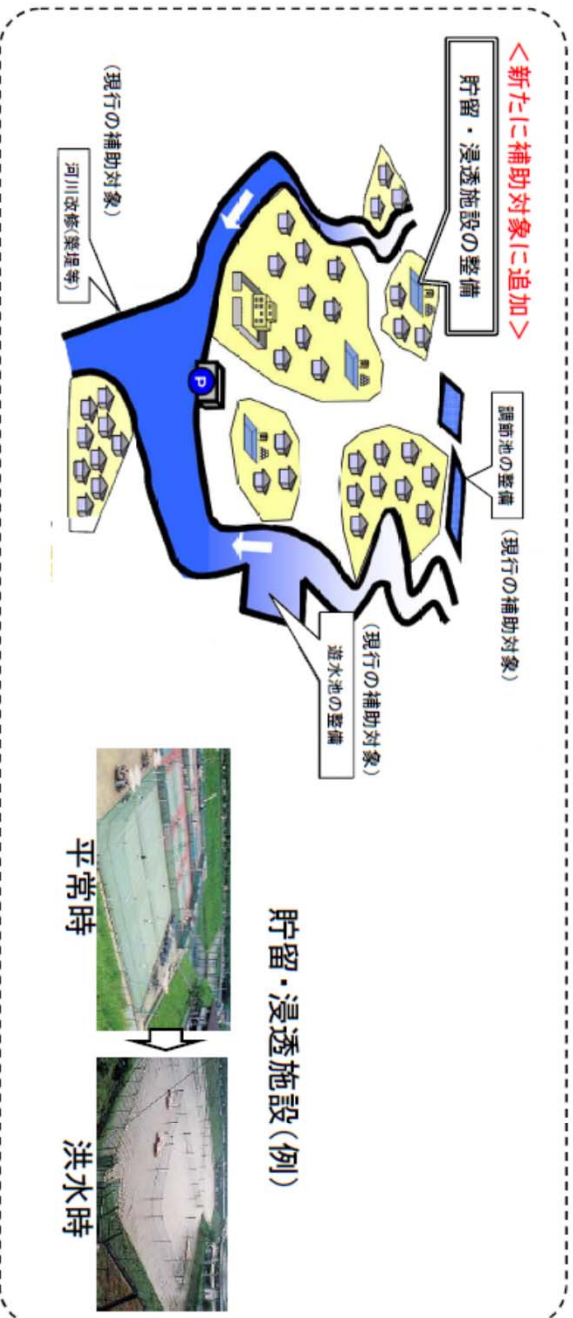 <新たに補助対象に追加>
貯留・浸透施設の整備
調節池の整備
(現行の補助対象)
(現行の補助対象)
遊水池の整備
(現行の補助対象)
河川改修(築堤等)
P
貯留・浸透施設(例)
平常時
洪水時